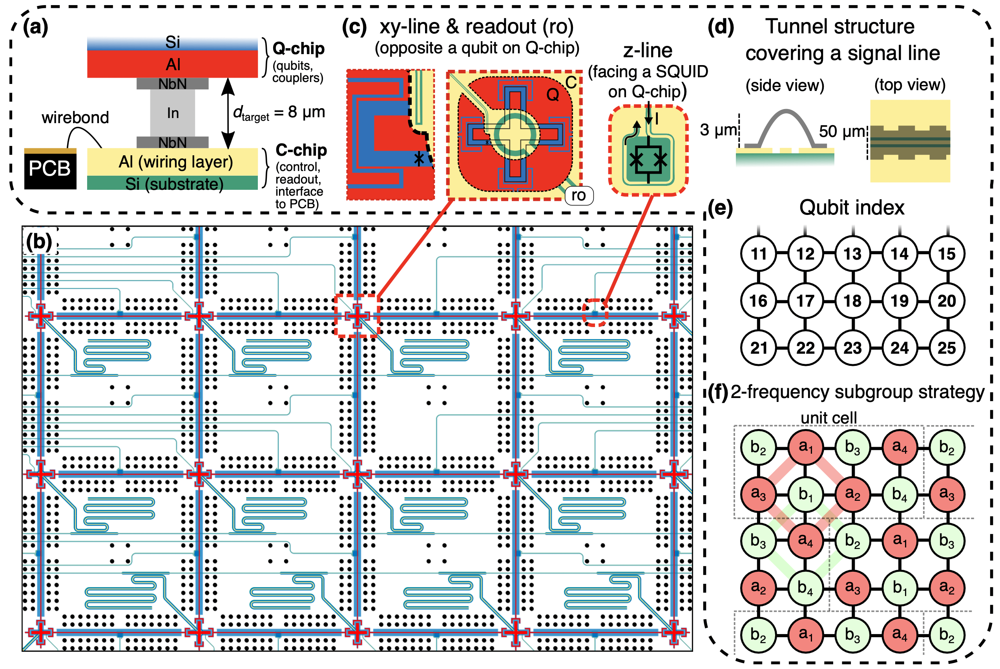 (a)
Si
Al
NbN
In
NbN
Al (wiring layer)
Si (substrate)
wirebond
PCB
Q-chip
(qubits,
couplers)
d_target = 8 µm
C-chip
(control,
readout,
interface
to PCB)
(c) xy-line & readout (ro)
(opposite a qubit on Q-chip)
C
Q
ro
z-line
(facing a SQUID
on Q-chip)
I
(d) Tunnel structure
covering a signal line
(side view) (top view)
3 µm
50 µm
(b)
(e) Qubit index
11 12 13 14 15
16 17 18 19 20
21 22 23 24 25
(f) 2-frequency subgroup strategy
unit cell
b₂ a₁ b₃ a₄ b₂
a₃ b₁ a₂ b₄ a₃
b₃ a₄ b₂ a₁ b₃
a₂ b₄ a₃ b₁ a₂
b₂ a₁ b₃ a₄ b₂